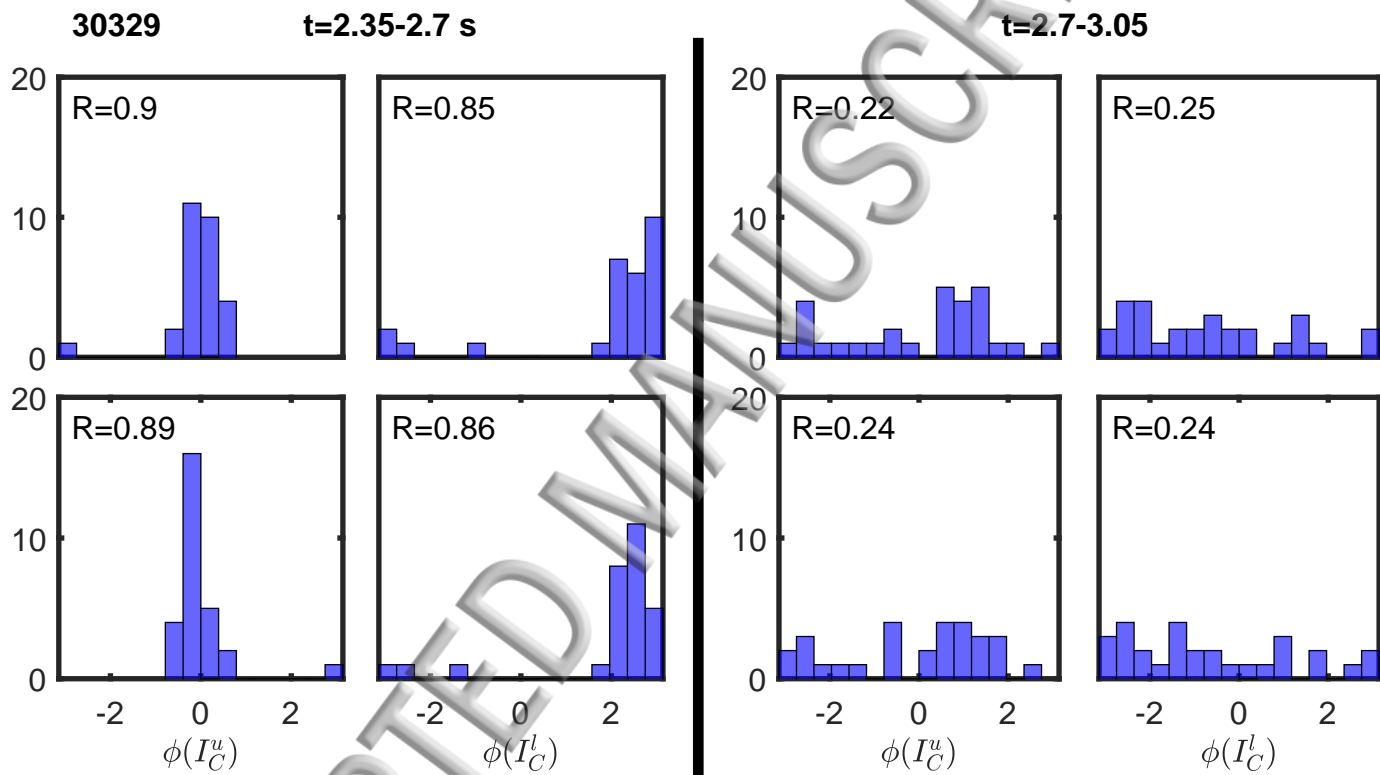 30329 t=2.35-2.7 s t=2.7-3.05
20 20
R=0.9 R=0.85 R=0.22 R=0.25
10 10
0 0
20 20
R=0.89 R=0.86 R=0.24 R=0.24
10 10
0 0
-2 0 2 -2 0 2 -2 0 2 -2 0 2
ϕ(I_C^u) ϕ(I_C^l) ϕ(I_C^u) ϕ(I_C^l)
PTED MANUSCR